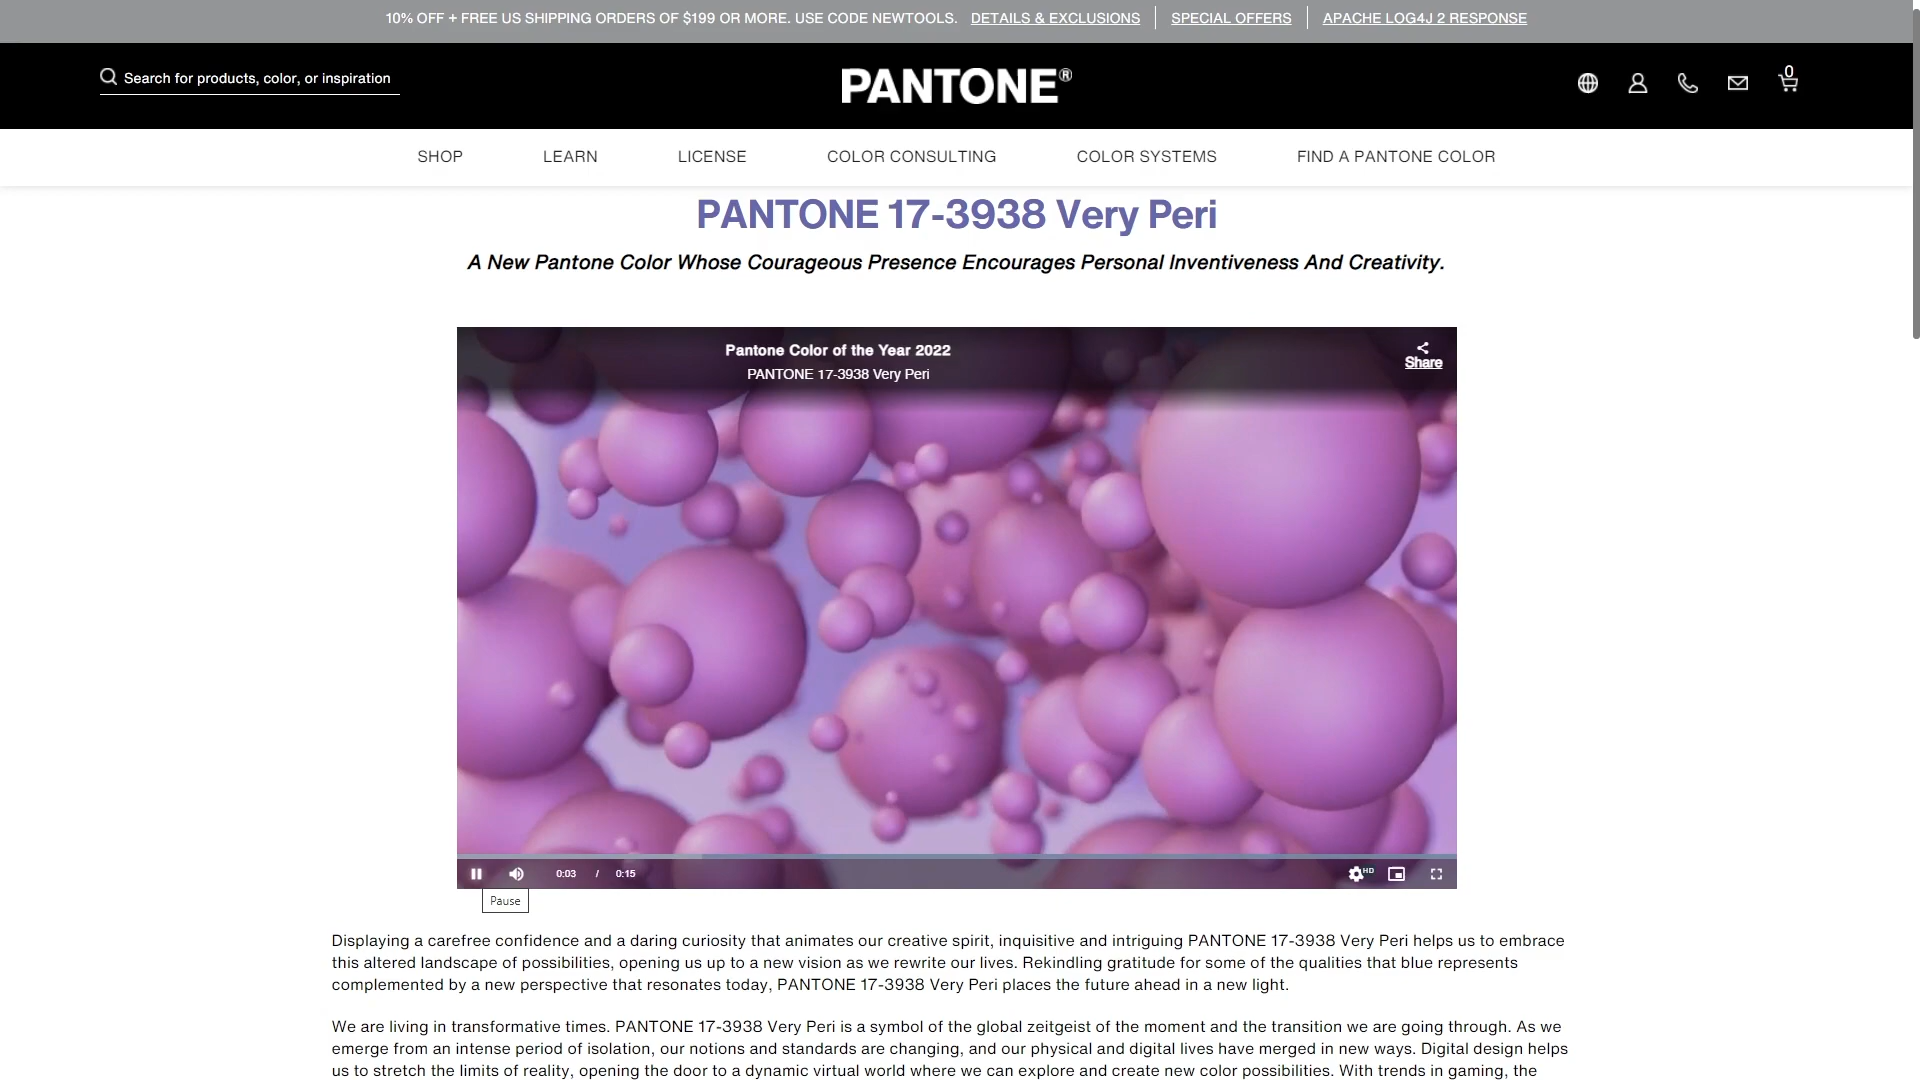 10% OFF + FREE US SHIPPING ORDERS OF $199 OR MORE. USE CODE NEWTOOLS. DETAILS & EXCLUSIONS SPECIAL OFFERS APACHE LOG4J 2 RESPONSE
Search for products, color, or inspiration
PANTONE®
0
SHOP LEARN LICENSE COLOR CONSULTING COLOR SYSTEMS FIND A PANTONE COLOR
PANTONE 17-3938 Very Peri
A New Pantone Color Whose Courageous Presence Encourages Personal Inventiveness And Creativity.
Pantone Color of the Year 2022
PANTONE 17-3938 Very Peri
Share
0:03 / 0:15
HD
Pause
Displaying a carefree confidence and a daring curiosity that animates our creative spirit, inquisitive and intriguing PANTONE 17-3938 Very Peri helps us to embrace
this altered landscape of possibilities, opening us up to a new vision as we rewrite our lives. Rekindling gratitude for some of the qualities that blue represents
complemented by a new perspective that resonates today, PANTONE 17-3938 Very Peri places the future ahead in a new light.
We are living in transformative times. PANTONE 17-3938 Very Peri is a symbol of the global zeitgeist of the moment and the transition we are going through. As we
emerge from an intense period of isolation, our notions and standards are changing, and our physical and digital lives have merged in new ways. Digital design helps
us to stretch the limits of reality, opening the door to a dynamic virtual world where we can explore and create new color possibilities. With trends in gaming, the